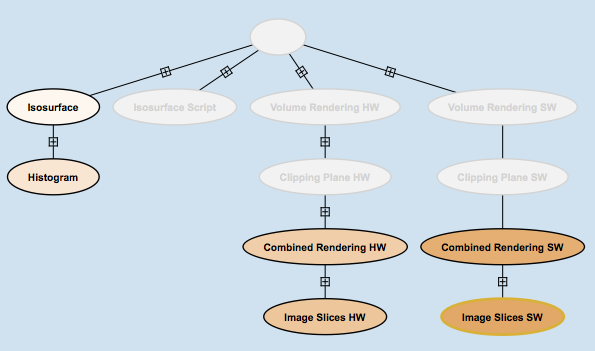 Isosurface
Isosurface Script
Volume Rendering HW
Volume Rendering SW
Histogram
Clipping Plane HW
Clipping Plane SW
Combined Rendering HW
Combined Rendering SW
Image Slices HW
Image Slices SW